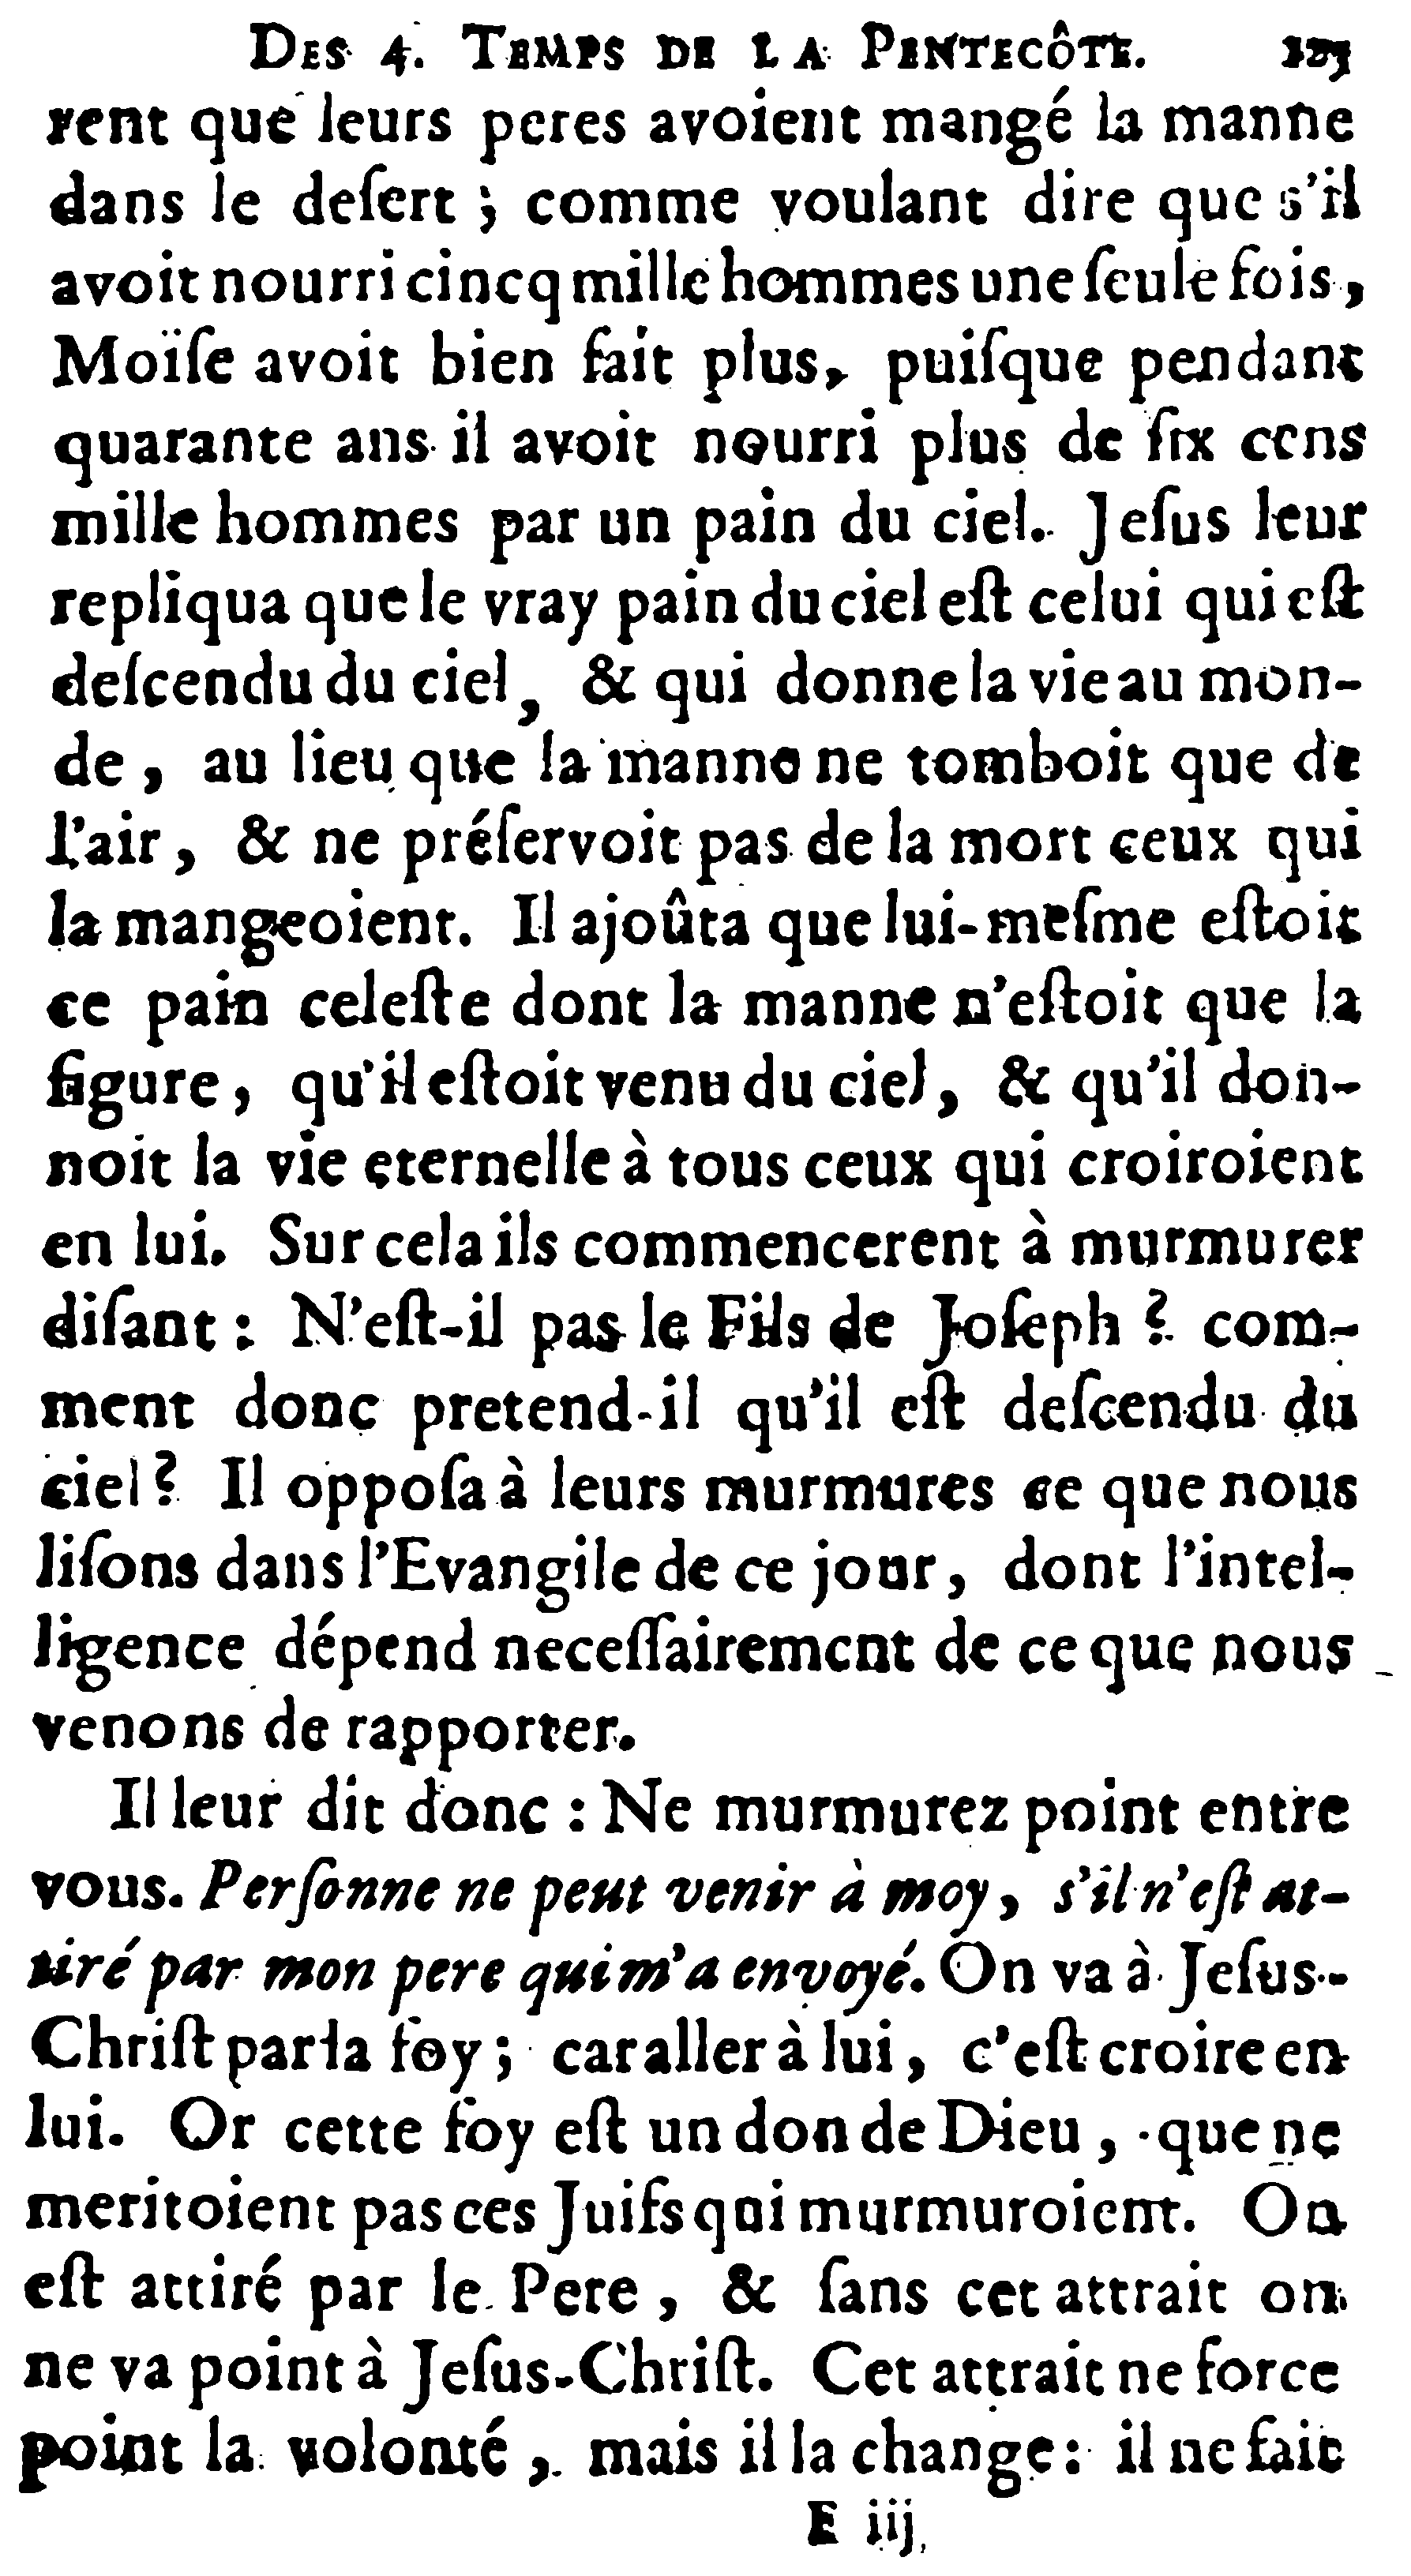 DES 4. TEMPS DE LA PENTECÔTE.
rent que leurs peres avoient mangé la manne
dans le deſert ; comme voulant dire que s'il
avoit nourri cincq mille hommes une ſeule fois,
Moïſe avoit bien fait plus, puiſque pendant
quarante ans il avoit nourri plus de ſix cens
mille hommes par un pain du ciel. Jeſus leur
repliqua que le vray pain du ciel eſt celui qui eſt
deſcendu du ciel, & qui donne la vie au mon-
de, au lieu que la manne ne tomboit que de
l'air, & ne préſervoit pas de la mort ceux qui
la mangeoient. Il ajoûta que lui-meſme eſtoit
ce pain celeſte dont la manne n'eſtoit que la
figure, qu'il eſtoit venu du ciel, & qu'il don-
noit la vie eternelle à tous ceux qui croiroient
en lui. Sur cela ils commencerent à murmurer
diſant : N'eſt-il pas le Fils de Joſeph ? com-
ment donc pretend-il qu'il eſt deſcendu du
ciel? Il oppoſa à leurs murmures ce que nous
liſons dans l'Evangile de ce jour, dont l'intel-
ligence dépend neceſſairement de ce que nous
venons de rapporter.
Il leur dit donc : Ne murmurez point entre
vous. Perſonne ne peut venir à moy, s'il n'eſt at-
tiré par mon pere qui m'a envoyé. On va à Jeſus-
Chriſt par la foy; car aller à lui, c'eſt croire en
lui. Or cette foy eſt un don de Dieu, que ne
meritoient pas ces Juifs qui murmuroient. On
eſt attiré par le Pere, & ſans cet attrait on
ne va point à Jeſus-Chriſt. Cet attrait ne force
point la volonté, mais il la change : il ne fait
E iij